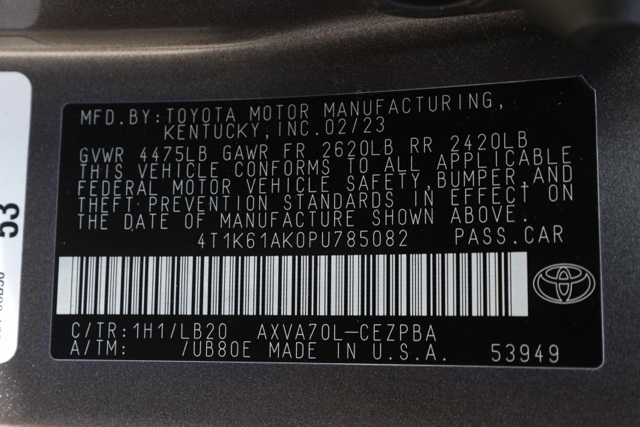 MFD.BY:TOYOTA MOTOR MANUFACTURING,
KENTUCKY, INC.02/23
GVWR 4475LB GAWR FR 2620LB RR 2420LB
THIS VEHICLE CONFORMS TO ALL APPLICABLE
FEDERAL MOTOR VEHICLE SAFETY,BUMPER,AND
THEFT PREVENTION STANDARDS IN EFFECT ON
THE DATE OF MANUFACTURE SHOWN ABOVE.
4T1K61AK0PU785082 PASS.CAR
C/TR:1H1/LB20 AXVA70L-CEZPBA
A/TM: /UB80E MADE IN U.S.A. 53949
53